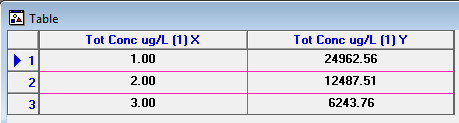 Table
Tot Conc ug/L (1) X Tot Conc ug/L (1) Y
1 1.00 24962.56
2 2.00 12487.51
3 3.00 6243.76